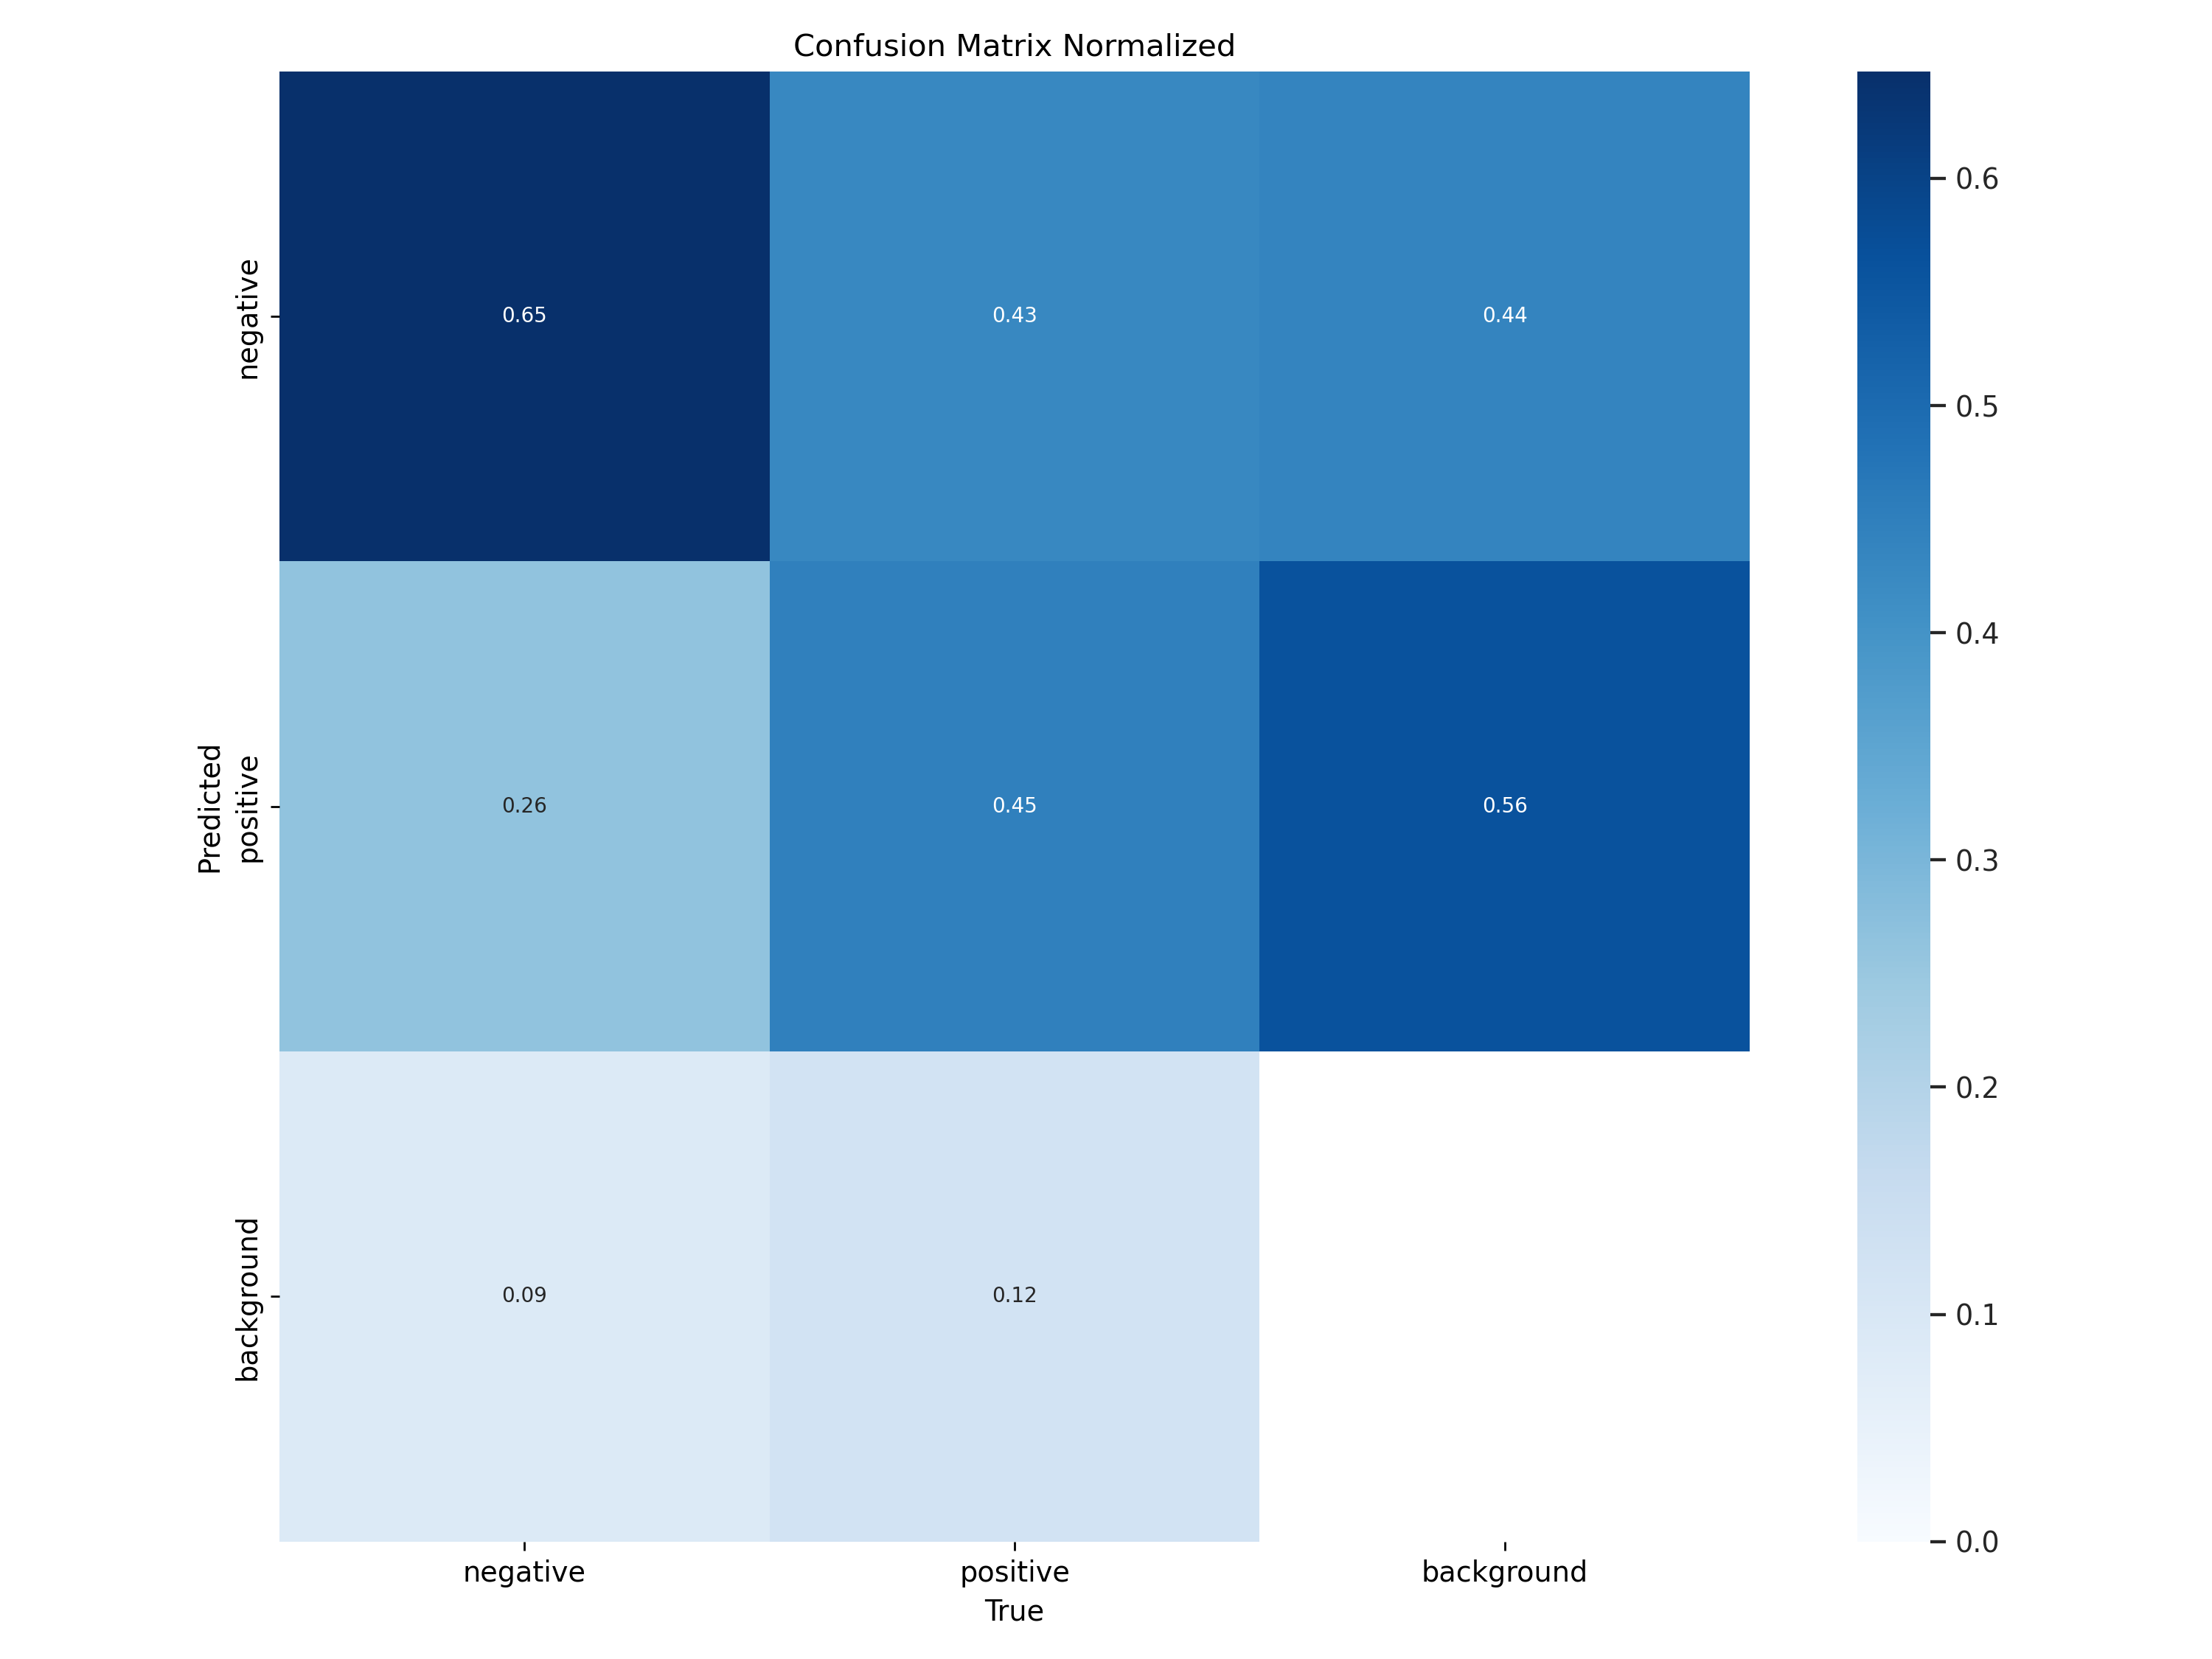 Confusion Matrix Normalized
negative
0.65
0.43
0.44
0.6
0.5
0.4
Predicted
positive
0.26
0.45
0.56
0.3
0.2
background
0.09
0.12
0.1
0.0
negative
positive
background
True